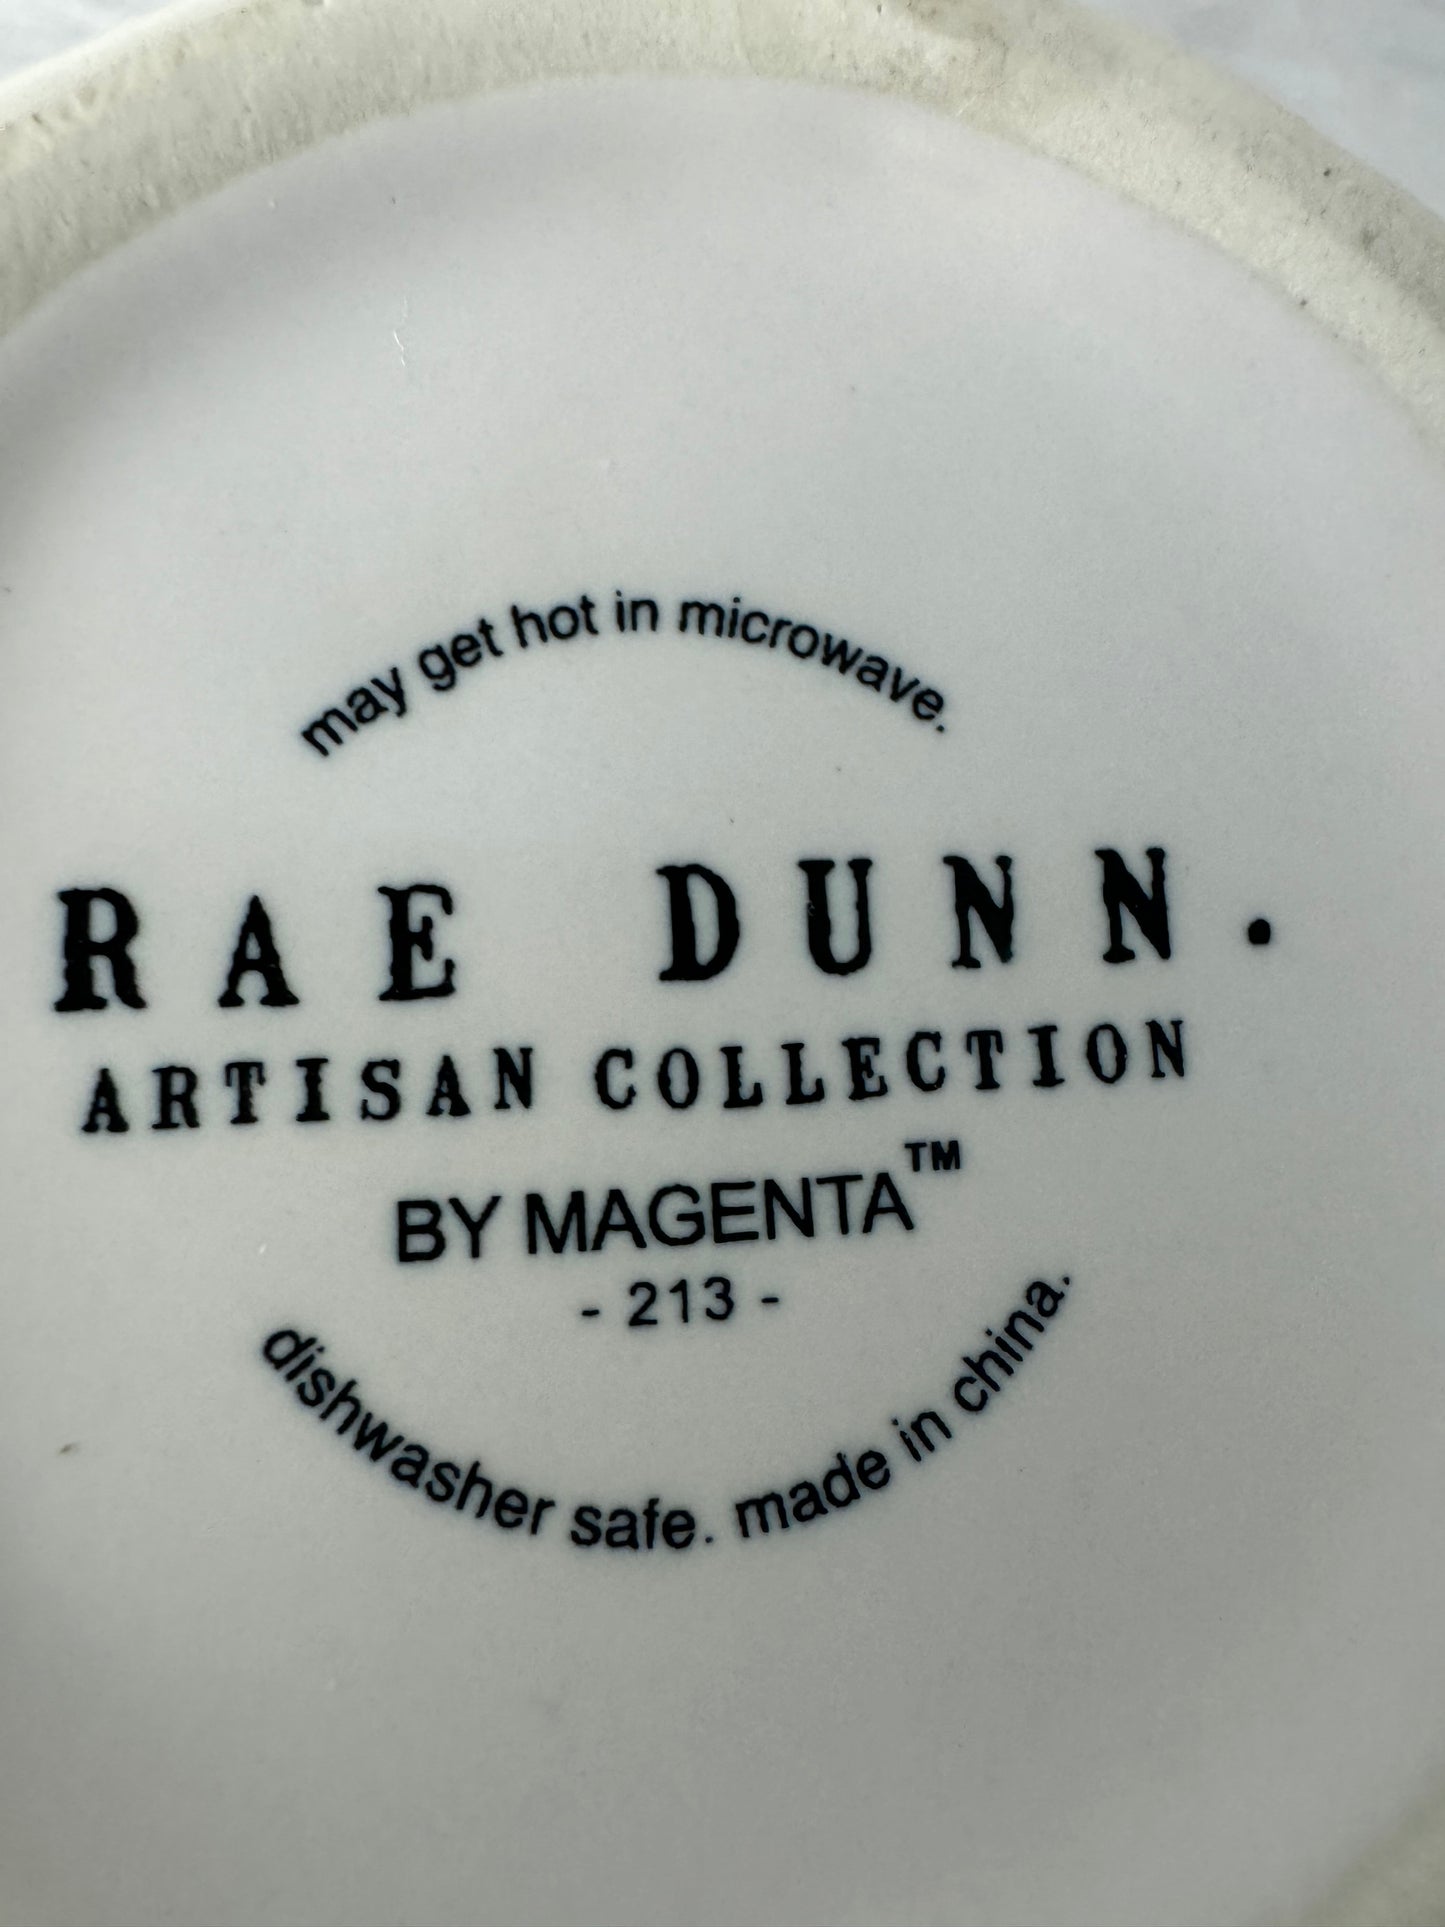 may get hot in microwave.
RAE DUNN.
ARTISAN COLLECTION
BY MAGENTA™
- 213 -
dishwasher safe. made in china.